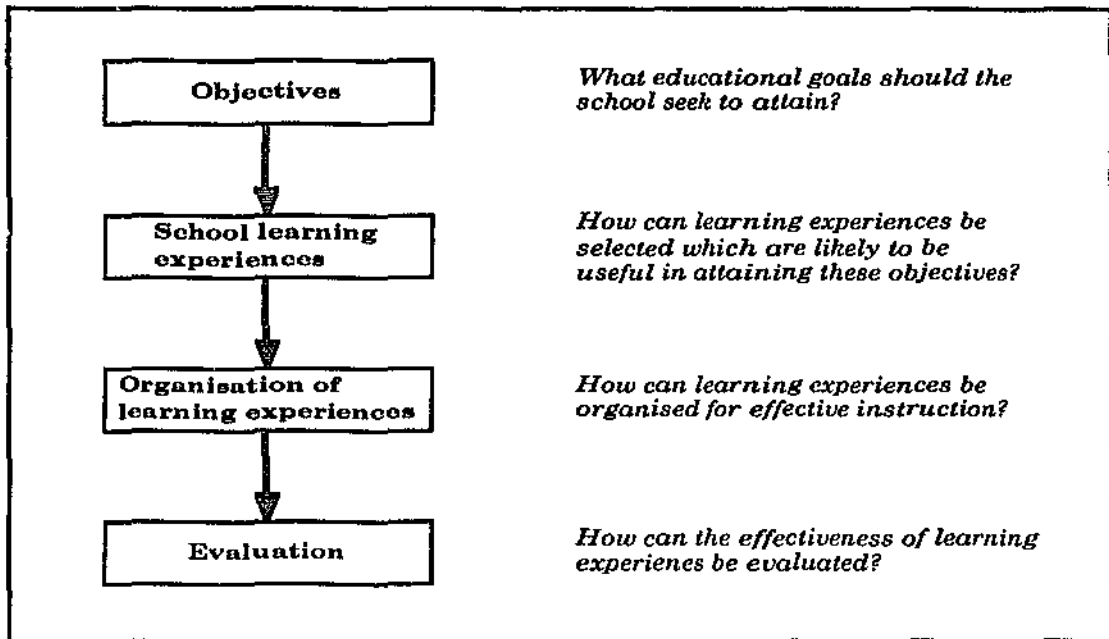 Objectives
What educational goals should the
school seek to attain?
School learning
experiences
How can learning experiences be
selected which are likely to be
useful in attaining these objectives?
Organisation of
learning experiences
How can learning experiences be
organised for effective instruction?
Evaluation
How can the effectiveness of learning
experienes be evaluated?